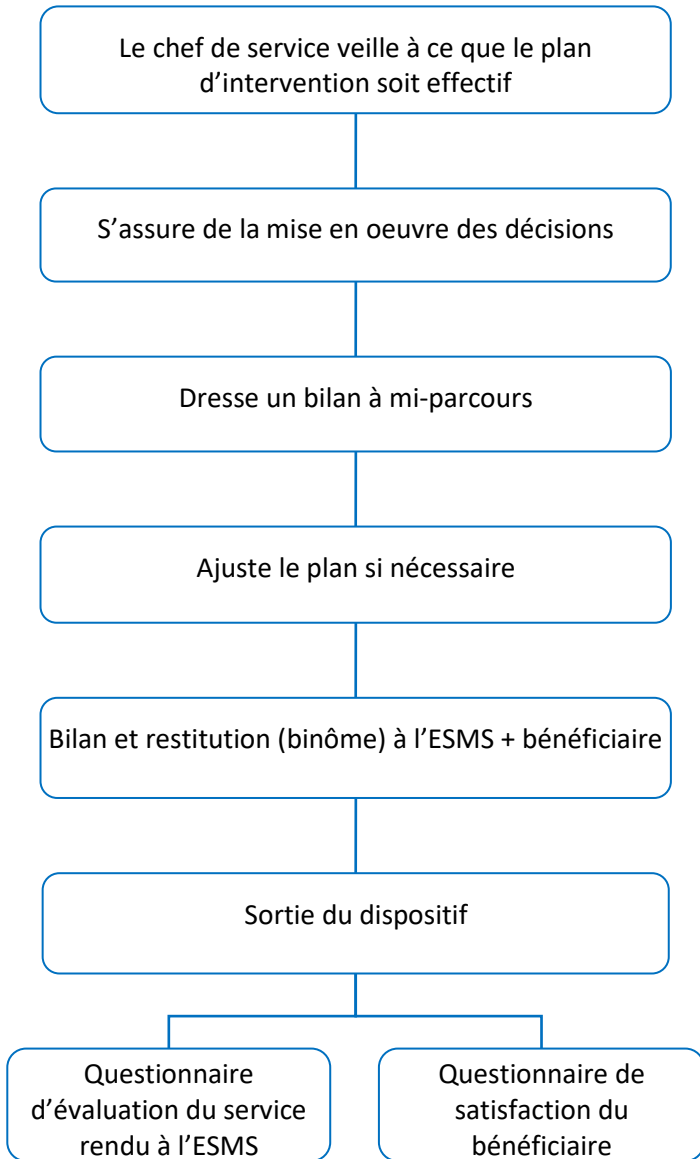 Le chef de service veille à ce que le plan
d’intervention soit effectif
S’assure de la mise en oeuvre des décisions
Dresse un bilan à mi-parcours
Ajuste le plan si nécessaire
Bilan et restitution (binôme) à l’ESMS + bénéficiaire
Sortie du dispositif
Questionnaire
d’évaluation du service
rendu à l’ESMS
Questionnaire de
satisfaction du
bénéficiaire